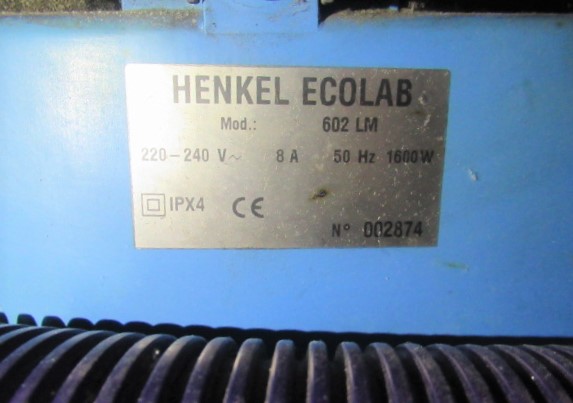 HENKEL ECOLAB
Mod.: 602 LM
220-240 V~ 8 A 50 Hz 1600W
IPX4 CE
N° 002874